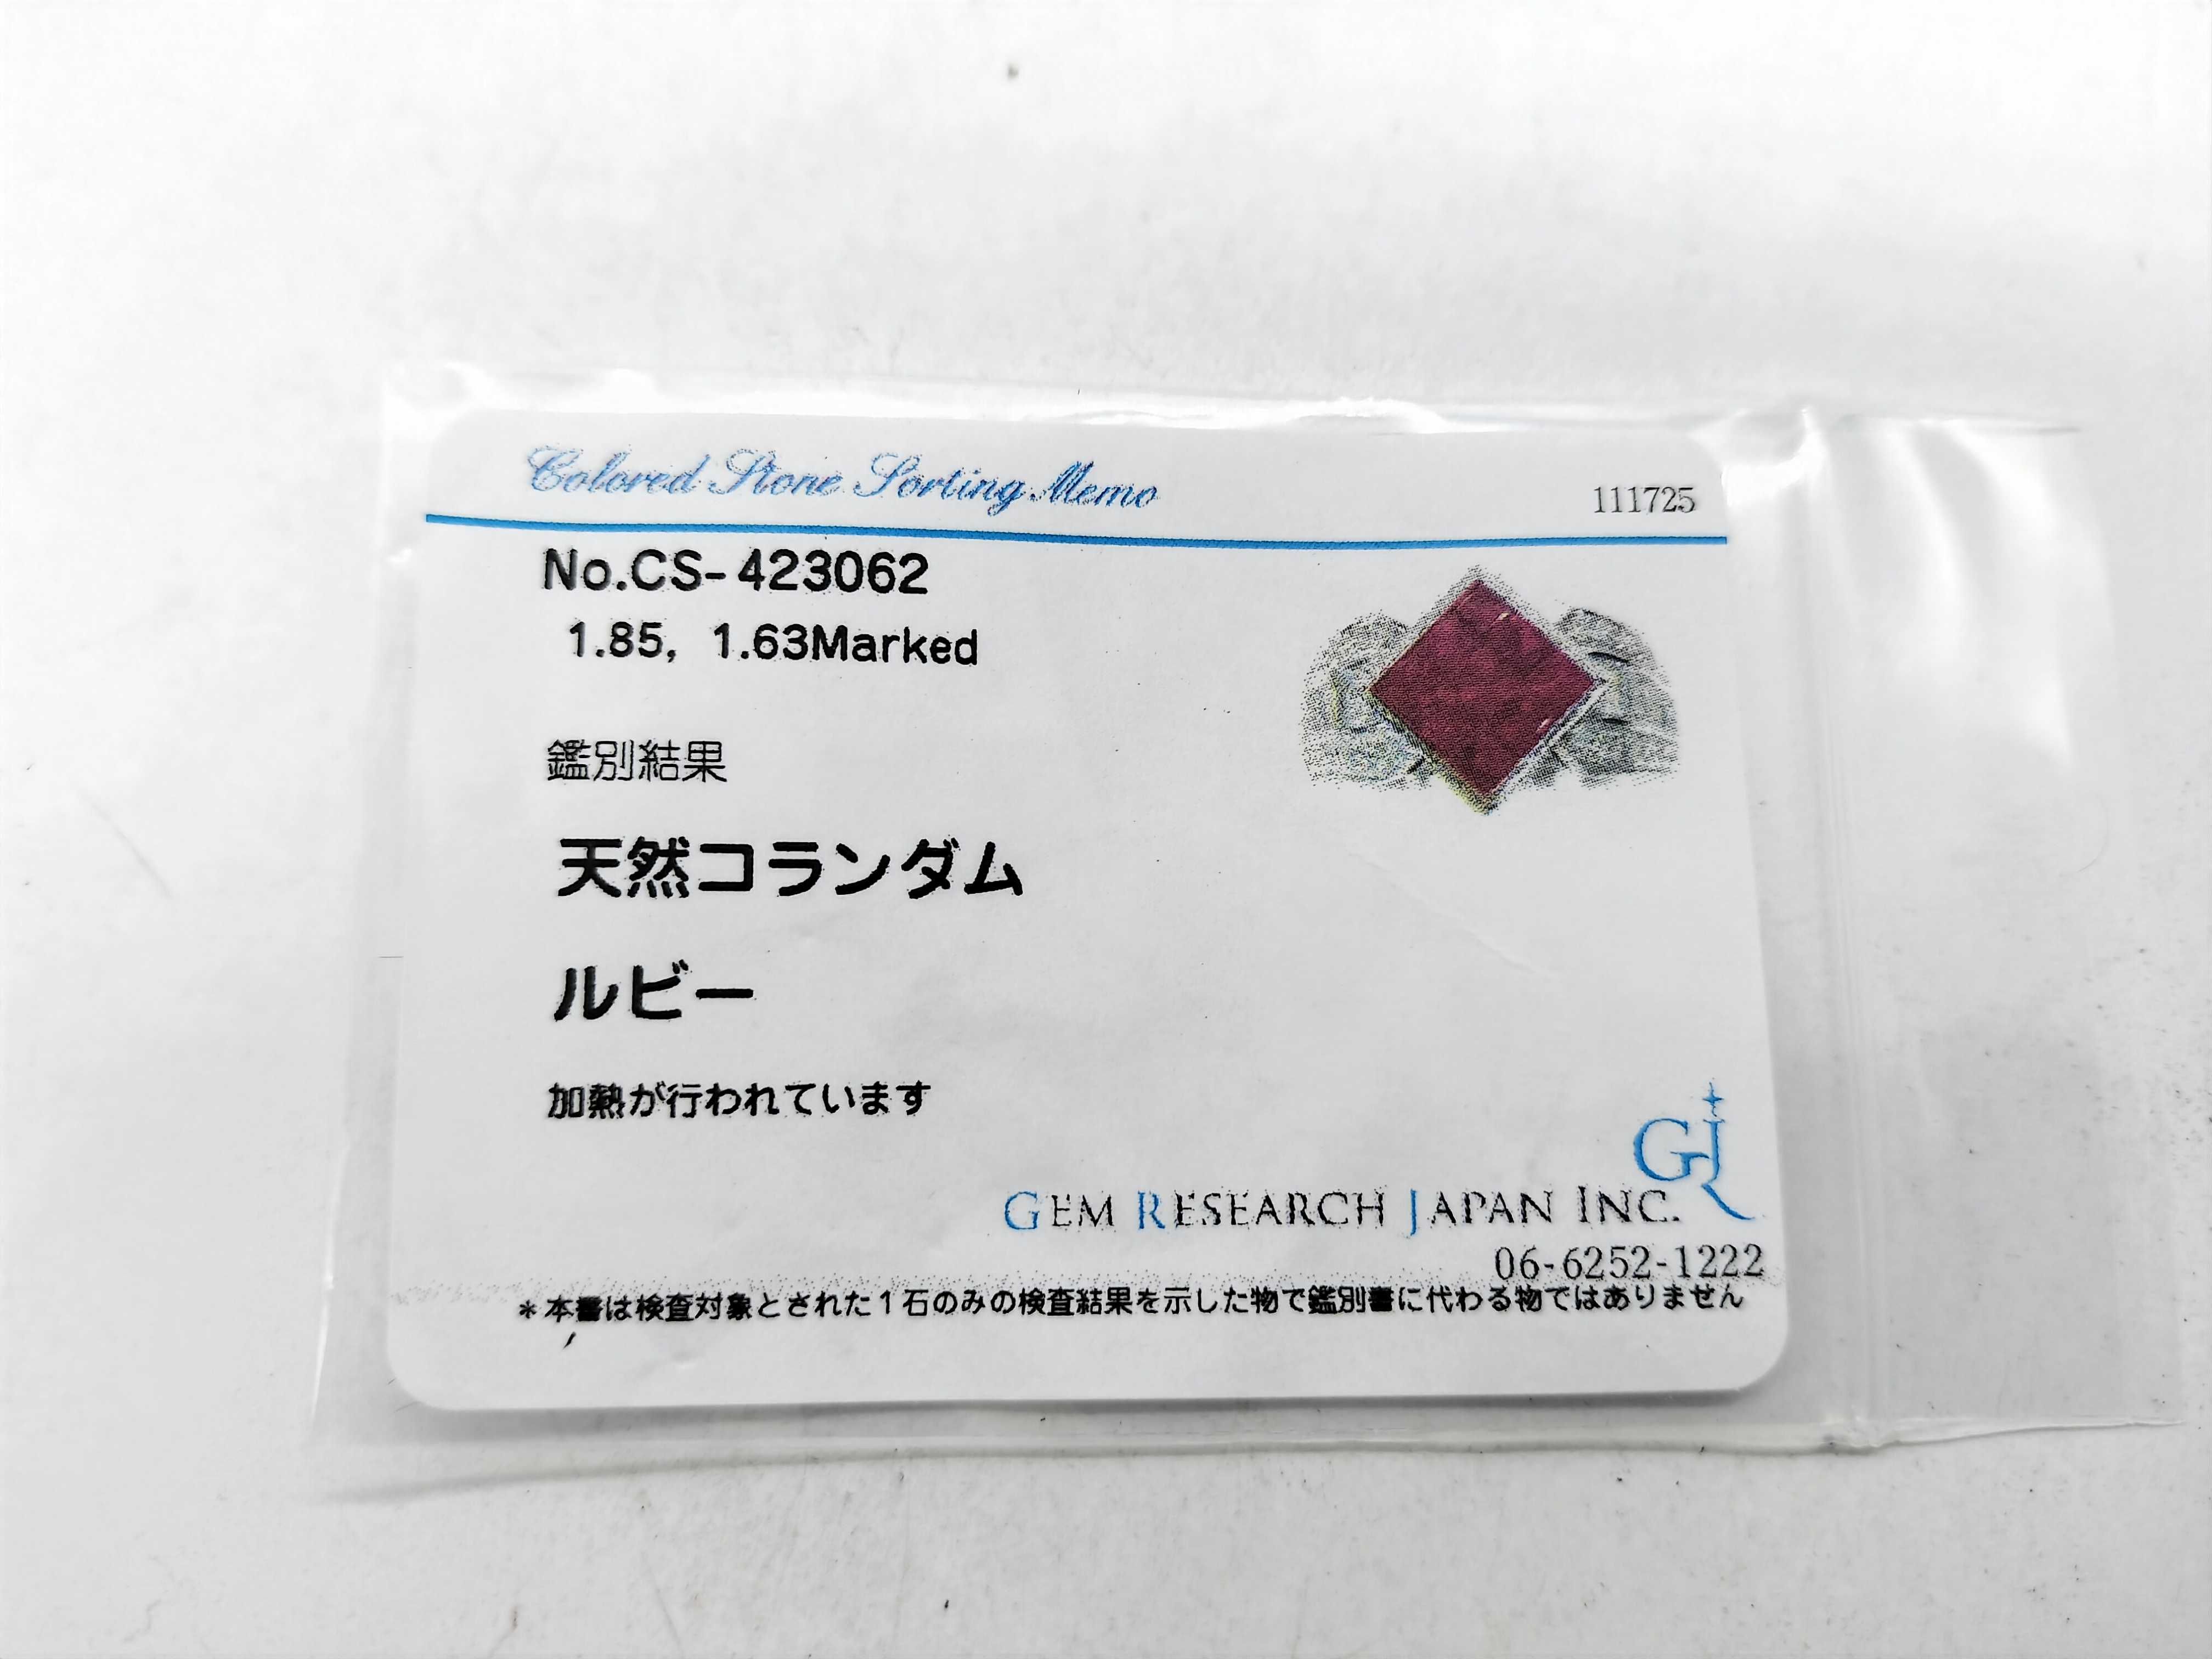 Colored Stone Sorting Memo
111725
No.CS-423062
1.85, 1.63Marked
鑑別結果
天然コランダム
ルビー
加熱が行われています
GJR
GEM RESEARCH JAPAN INC.
06-6252-1222
*本書は検査対象とされた1石のみの検査結果を示した物で鑑別書に代わる物ではありません